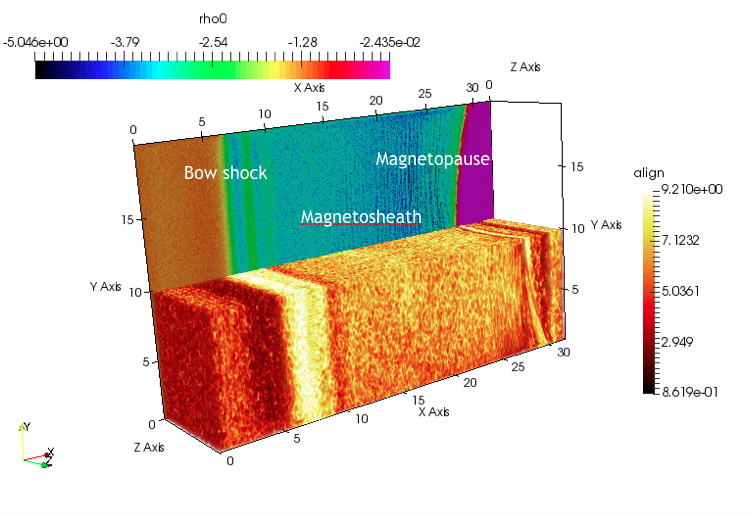 rho0
-5.046e+00 -3.79 -2.54 -1.28 -2.435e-02
X Axis
Z Axis
0 5 10 15 20 25 30 0
Bow shock
Magnetopause
Magnetosheath
15
10
5
0
Y Axis
15
10
5
Y Axis
align
9.210e+00
7.1232
5.0361
2.949
8.619e-01
Z Axis
0 5 10 15 20 25 30
X Axis
Y
X
Z